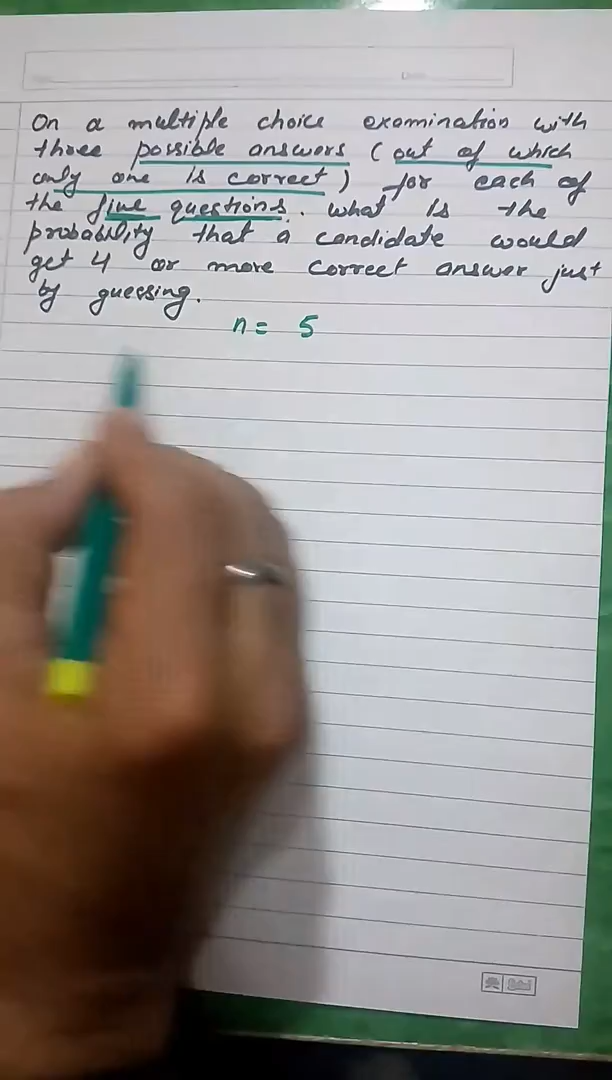 On a multiple choice examination with
three possible answers (out of which
only one is correct) for each of
the five questions. What is the
probability that a candidate would
get 4 or more correct answer just
by guessing.
n = 5